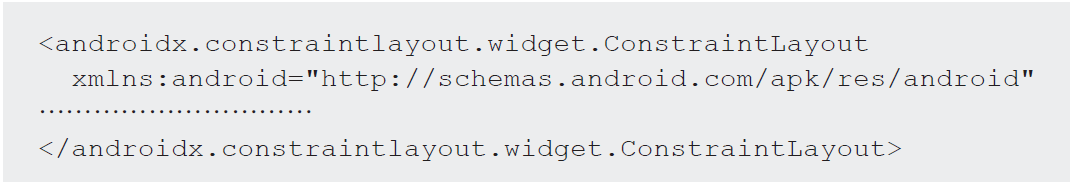 <androidx.constraintlayout.widget.ConstraintLayout
xmlns:android="http://schemas.android.com/apk/res/android"
..............................
</androidx.constraintlayout.widget.ConstraintLayout>